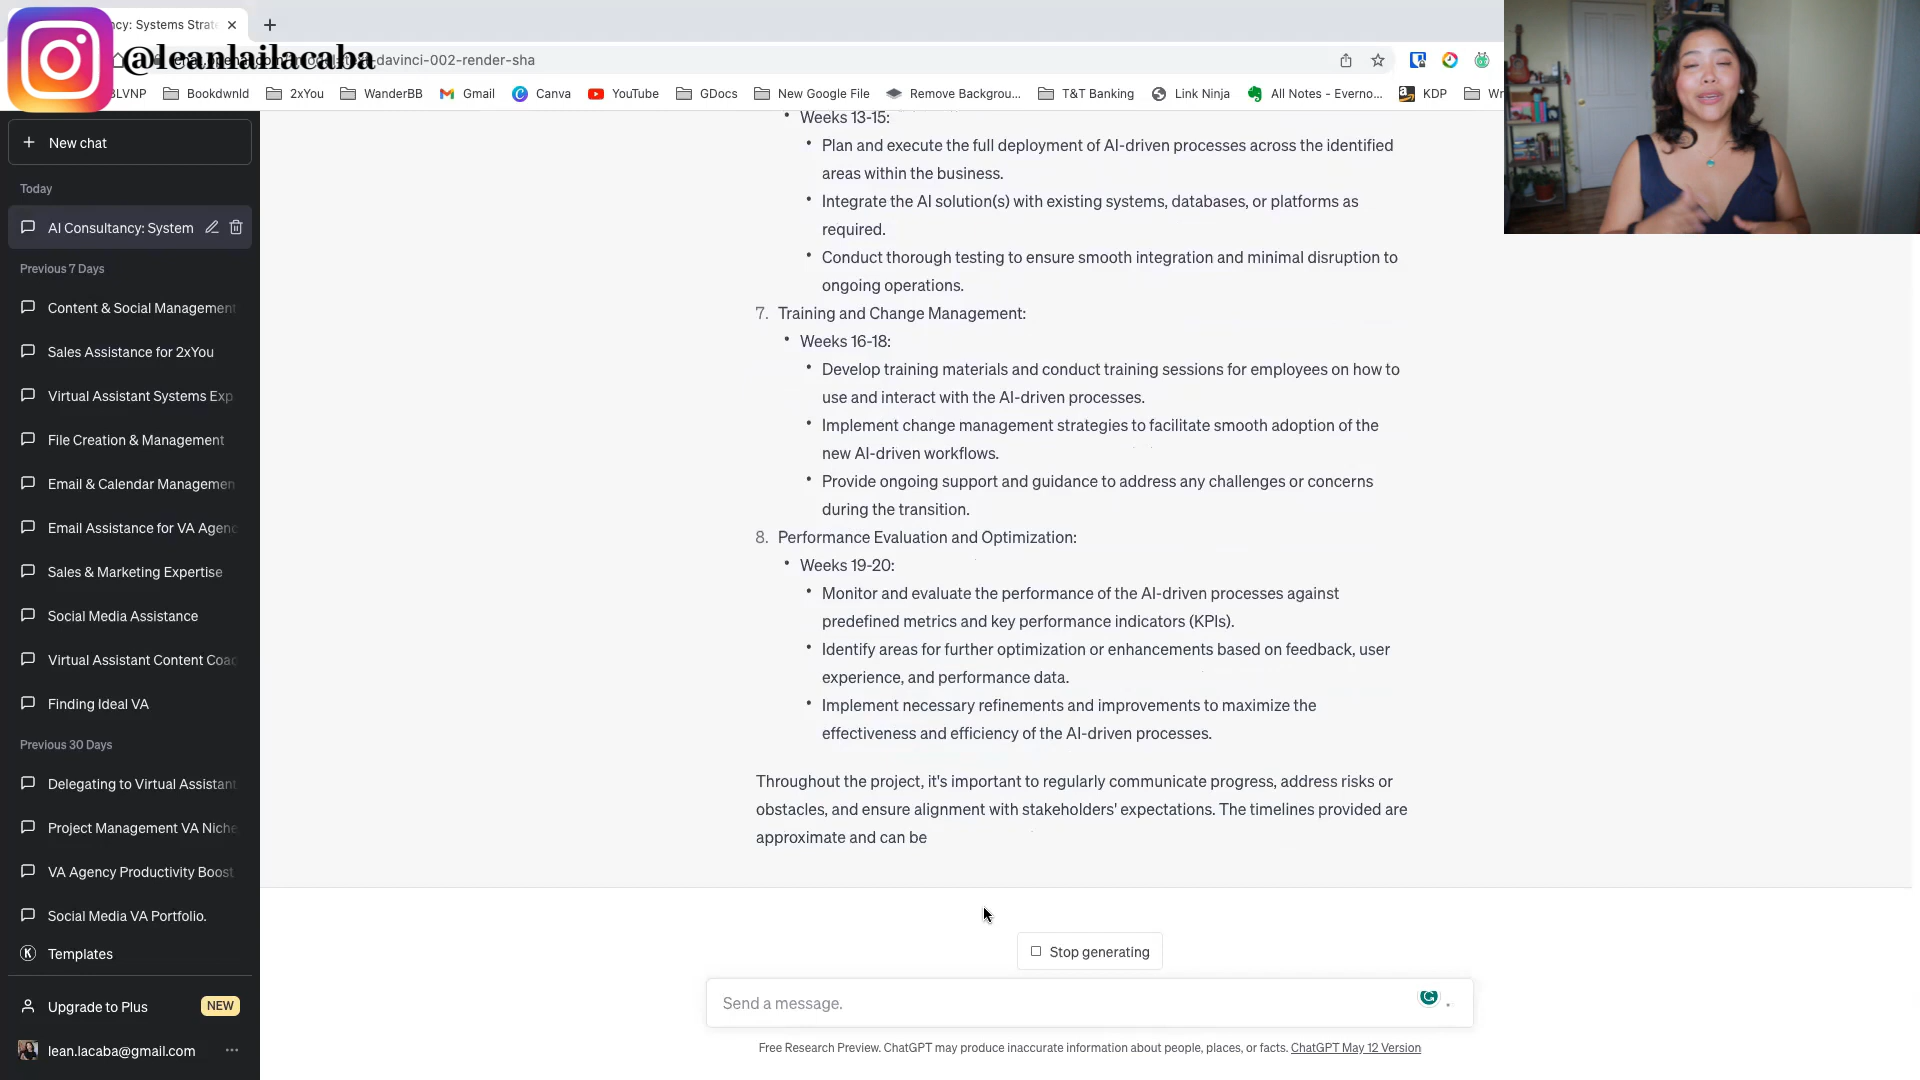 ncy: Systems Strate
@leanlailacaba
davinci-002-render-sha
BLVNP
Bookdwnld
2xYou
WanderBB
Gmail
Canva
YouTube
GDocs
New Google File
Remove Backgrou...
T&T Banking
Link Ninja
All Notes - Everno...
KDP
Wr
New chat
Today
AI Consultancy: System
Previous 7 Days
Content & Social Management
Sales Assistance for 2xYou
Virtual Assistant Systems Exp
File Creation & Management
Email & Calendar Managemen
Email Assistance for VA Agenc
Sales & Marketing Expertise
Social Media Assistance
Virtual Assistant Content Coac
Finding Ideal VA
Previous 30 Days
Delegating to Virtual Assistant
Project Management VA Niche
VA Agency Productivity Boost
Social Media VA Portfolio.
Templates
Upgrade to Plus
NEW
lean.lacaba@gmail.com
• Weeks 13-15:
• Plan and execute the full deployment of AI-driven processes across the identified
areas within the business.
• Integrate the AI solution(s) with existing systems, databases, or platforms as
required.
• Conduct thorough testing to ensure smooth integration and minimal disruption to
ongoing operations.
7. Training and Change Management:
• Weeks 16-18:
• Develop training materials and conduct training sessions for employees on how to
use and interact with the AI-driven processes.
• Implement change management strategies to facilitate smooth adoption of the
new AI-driven workflows.
• Provide ongoing support and guidance to address any challenges or concerns
during the transition.
8. Performance Evaluation and Optimization:
• Weeks 19-20:
• Monitor and evaluate the performance of the AI-driven processes against
predefined metrics and key performance indicators (KPIs).
• Identify areas for further optimization or enhancements based on feedback, user
experience, and performance data.
• Implement necessary refinements and improvements to maximize the
effectiveness and efficiency of the AI-driven processes.
Throughout the project, it's important to regularly communicate progress, address risks or
obstacles, and ensure alignment with stakeholders' expectations. The timelines provided are
approximate and can be
Stop generating
Send a message.
Free Research Preview. ChatGPT may produce inaccurate information about people, places, or facts. ChatGPT May 12 Version